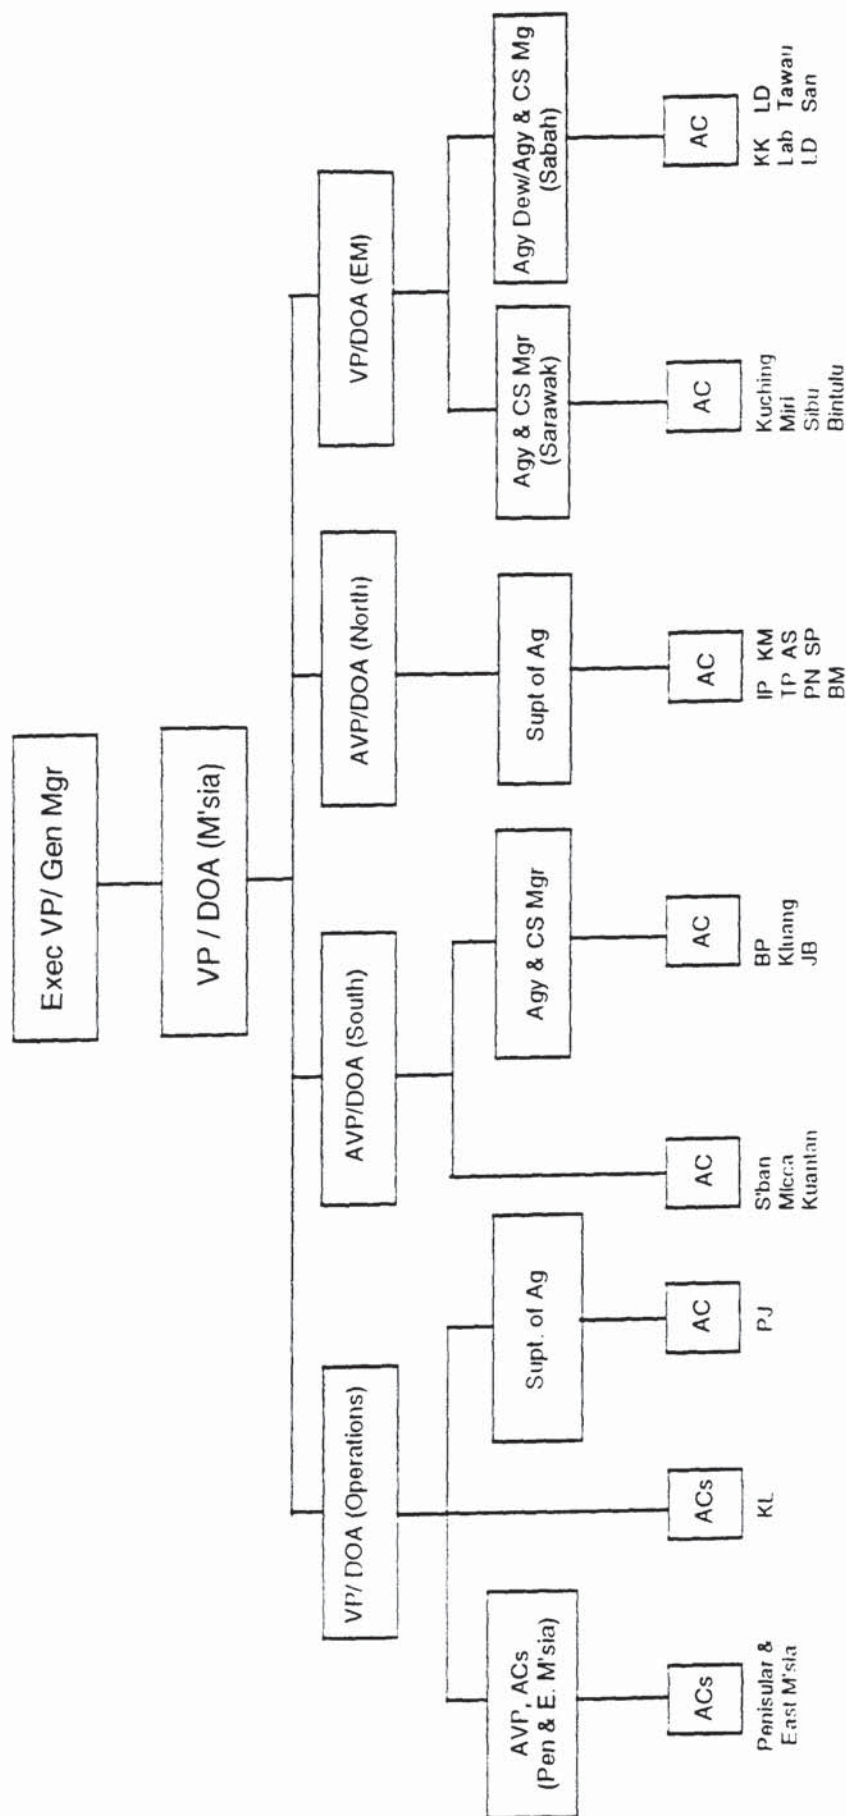 Exec VP/ Gen Mgr
VP / DOA (M'sia)
VP/ DOA (Operations)
AVP/DOA (South)
AVP/DOA (North)
VP/DOA (EM)
AVP, ACs
(Pen & E. M'sia)
Supt. of Ag
Agy & CS Mgr
Supt of Ag
Agy & CS Mgr
(Sarawak)
Agy Dew/Agy & CS Mg
(Sabah)
ACs
ACs
AC
AC
AC
AC
AC
AC
Penisular &
East M'sia
KL
PJ
S'ban
Mlcca
Kuantan
BP
Kluang
JB
IP KM
TP AS
PN SP
BM
Kuching
Miri
Sibu
Bintulu
KK LD
Lab Tawau
LD San